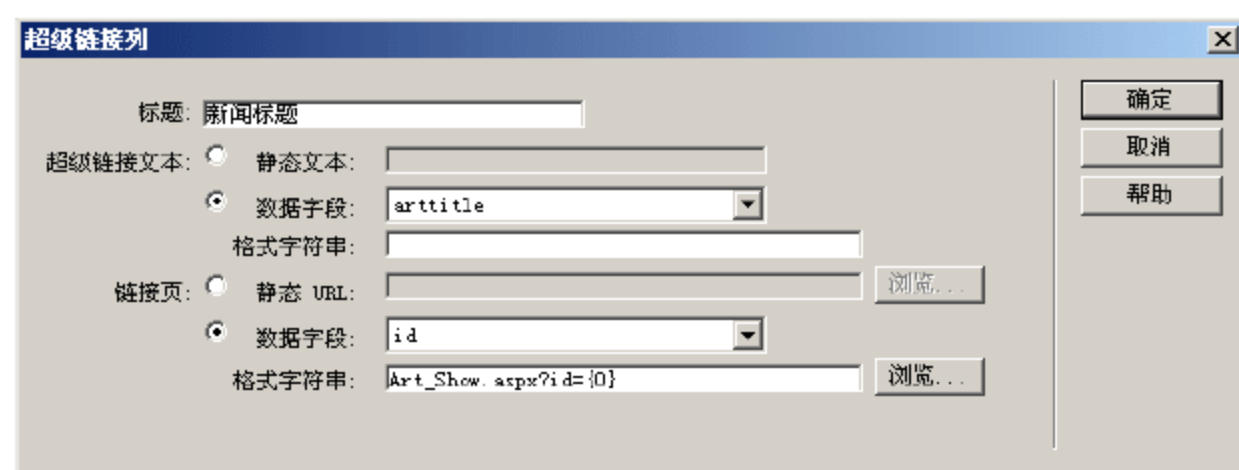 超级链接列
标题: 新闻标题
确定
超级链接文本: 静态文本:
取消
数据字段: arttitle
帮助
格式字符串:
链接页: 静态 URL: 浏览...
数据字段: id
格式字符串: Art_Show.aspx?id={0} 浏览...